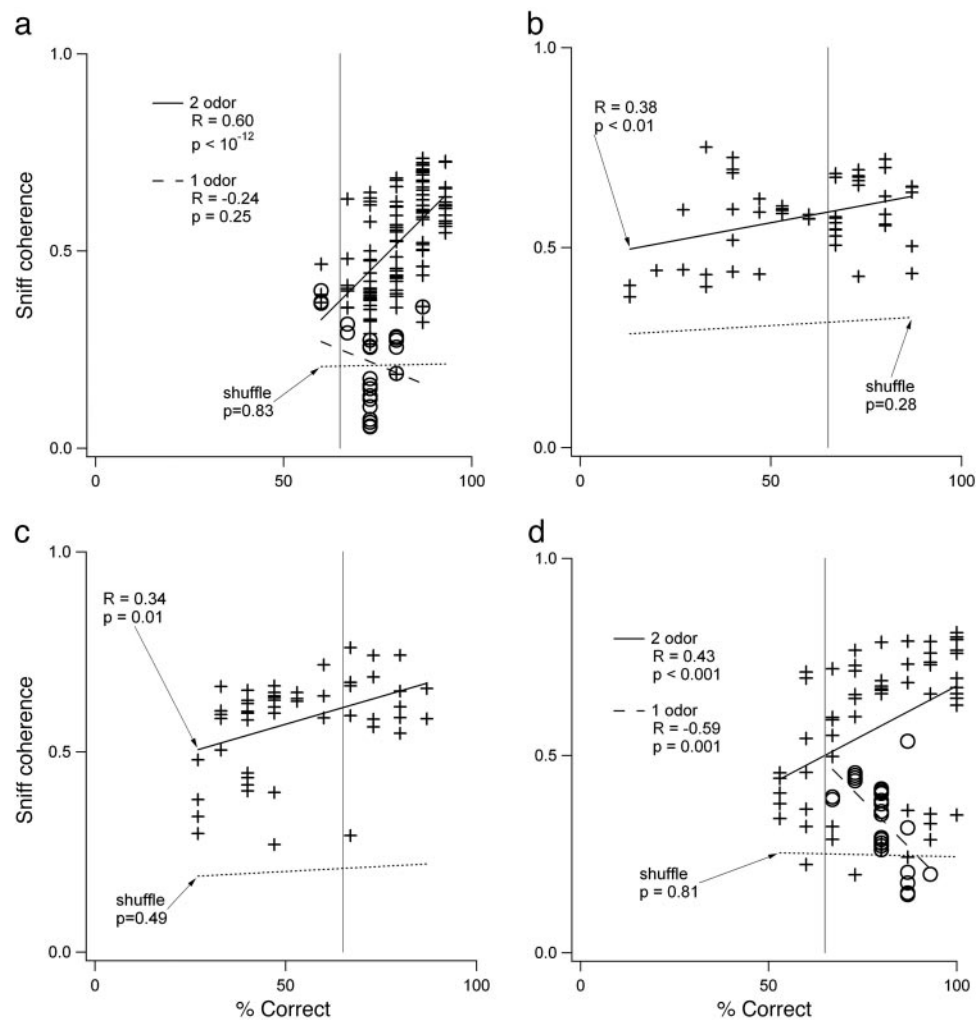 a
1.0
0.5
0.0
Sniff coherence
2 odor
R = 0.60
p < 10-12
1 odor
R = -0.24
p = 0.25
shuffle
p=0.83
0
50
100
b
1.0
0.5
0.0
R = 0.38
p < 0.01
shuffle
p=0.28
0
50
100
c
1.0
0.5
0.0
Sniff coherence
R = 0.34
p = 0.01
shuffle
p=0.49
0
50
100
% Correct
d
1.0
0.5
0.0
2 odor
R = 0.43
p < 0.001
1 odor
R = -0.59
p = 0.001
shuffle
p = 0.81
0
50
100
% Correct